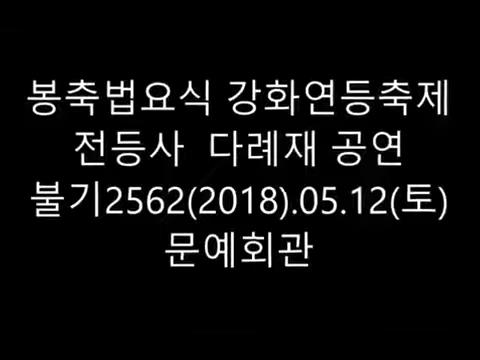 봉축법요식 강화연등축제
전등사 다례재 공연
불기2562(2018).05.12(토)
문예회관